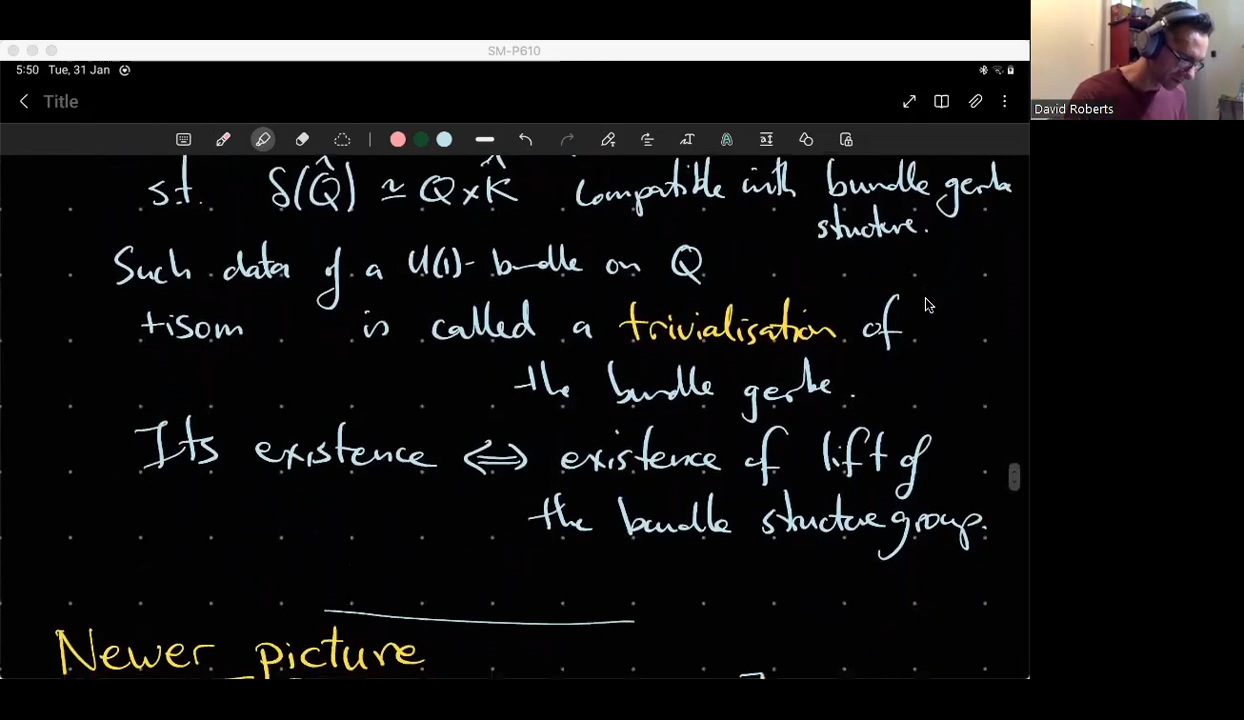 SM-P610
5:50 Tue, 31 Jan
Title
David Roberts
s.t. δ(Q̂) ≃ Q×K̂ compatible with bundle gerbe
structure.
Such data of a U(1)-bundle on Q
+isom is called a trivialisation of
the bundle gerbe.
Its existence ⇔ existence of lift of
the bundle structure group.
Newer picture